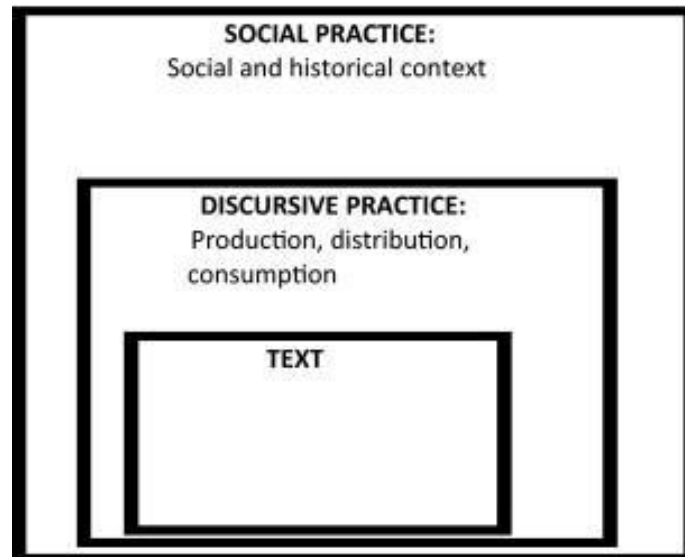 SOCIAL PRACTICE:
Social and historical context
DISCURSIVE PRACTICE:
Production, distribution,
consumption
TEXT